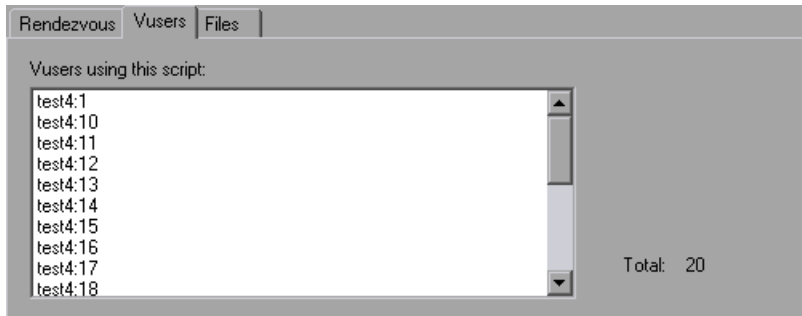 Rendezvous Vusers Files
Vusers using this script:
test4:1
test4:10
test4:11
test4:12
test4:13
test4:14
test4:15
test4:16
test4:17
test4:18
Total: 20